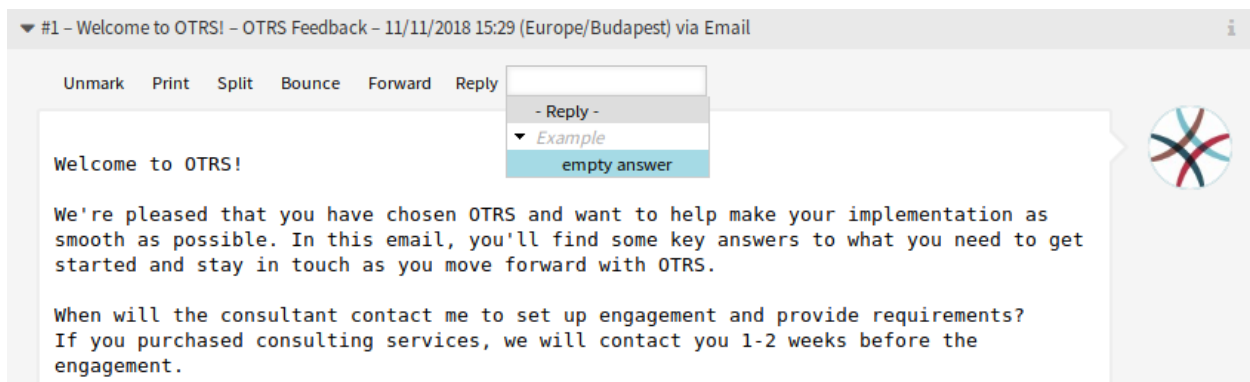 #1 – Welcome to OTRS! – OTRS Feedback – 11/11/2018 15:29 (Europe/Budapest) via Email
Unmark Print Split Bounce Forward Reply
- Reply -
Example
empty answer
Welcome to OTRS!
We're pleased that you have chosen OTRS and want to help make your implementation as
smooth as possible. In this email, you'll find some key answers to what you need to get
started and stay in touch as you move forward with OTRS.
When will the consultant contact me to set up engagement and provide requirements?
If you purchased consulting services, we will contact you 1-2 weeks before the
engagement.